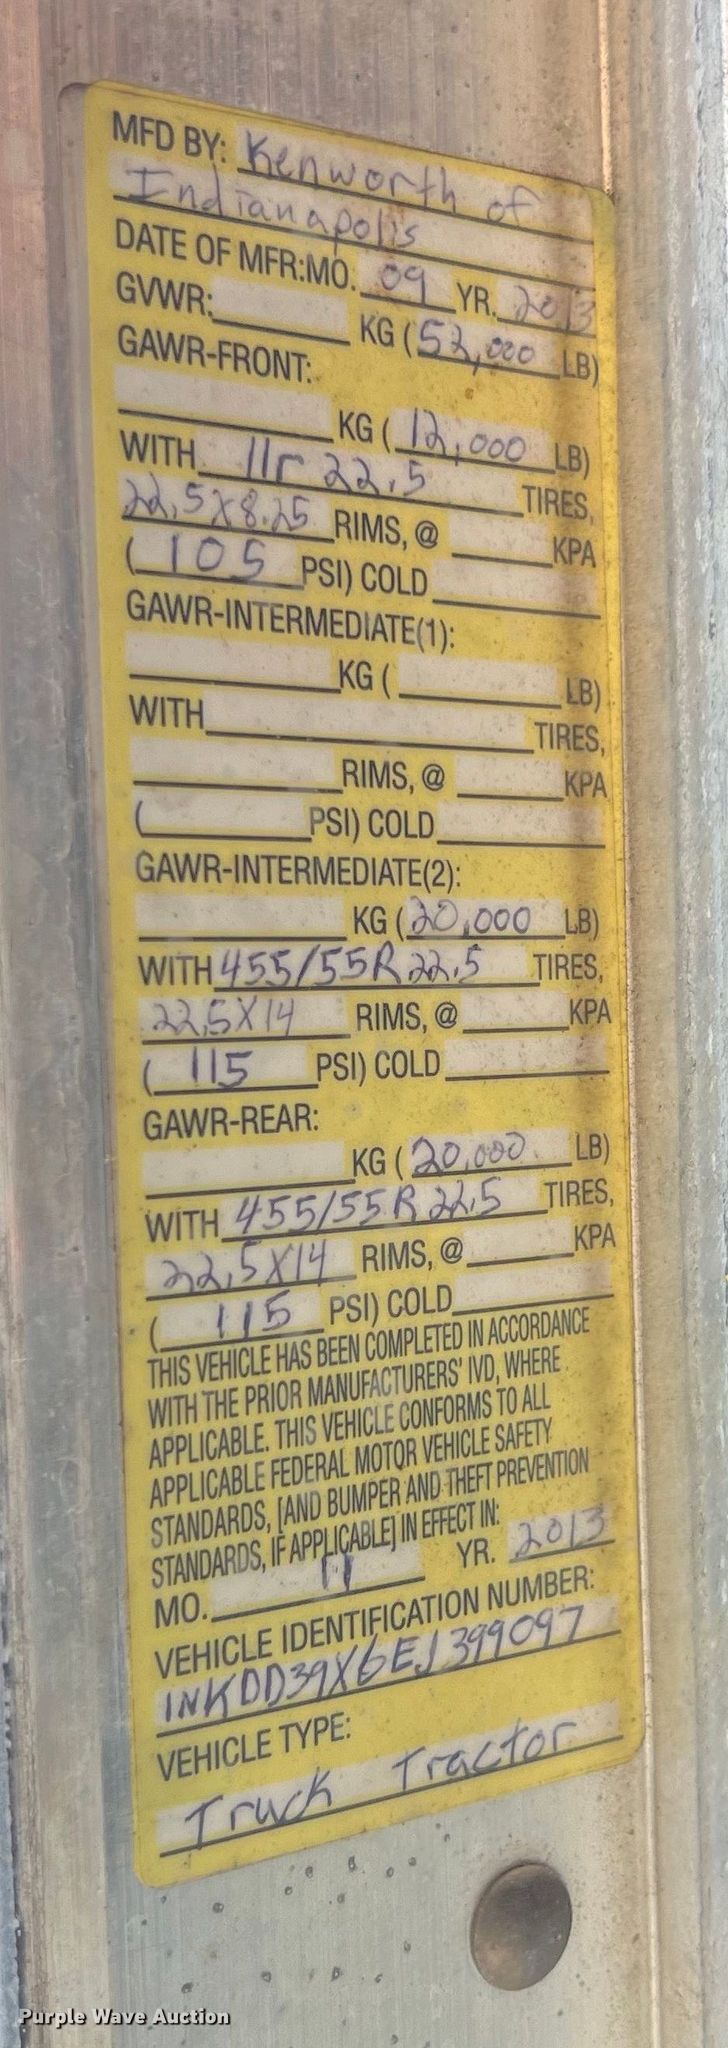 MFD BY: Kenworth of
Indianapolis
DATE OF MFR:MO. 09 YR. 2013
GVWR: KG (52,000 LB)
GAWR-FRONT:
KG (12,000 LB)
WITH 11r 22.5 TIRES,
22.5X8.25 RIMS, @ KPA
(105 PSI) COLD
GAWR-INTERMEDIATE(1):
KG ( LB)
WITH TIRES,
RIMS, @ KPA
( PSI) COLD
GAWR-INTERMEDIATE(2):
KG (20,000 LB)
WITH 455/55R22.5 TIRES,
22.5X14 RIMS, @ KPA
(115 PSI) COLD
GAWR-REAR:
KG (20,000 LB)
WITH 455/55R22.5 TIRES,
22.5X14 RIMS, @ KPA
(115 PSI) COLD
THIS VEHICLE HAS BEEN COMPLETED IN ACCORDANCE
WITH THE PRIOR MANUFACTURERS' IVD, WHERE
APPLICABLE. THIS VEHICLE CONFORMS TO ALL
APPLICABLE FEDERAL MOTOR VEHICLE SAFETY
STANDARDS, [AND BUMPER AND THEFT PREVENTION
STANDARDS, IF APPLICABLE] IN EFFECT IN:
MO. 11 YR. 2013
VEHICLE IDENTIFICATION NUMBER:
1NKDD39X6EJ399097
VEHICLE TYPE:
Truck Tractor
Purple Wave Auction